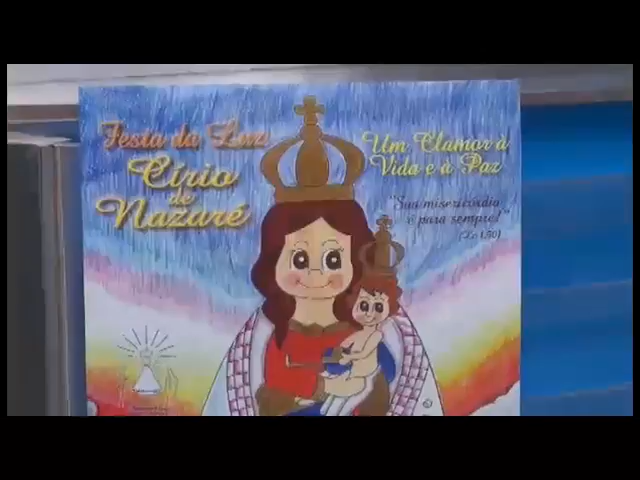 Festa da Luz
Círio
de
Nazaré
Um Clamor à
Vida e à Paz
"Sua misericórdia
é para sempre!"
(Lc 1,50)